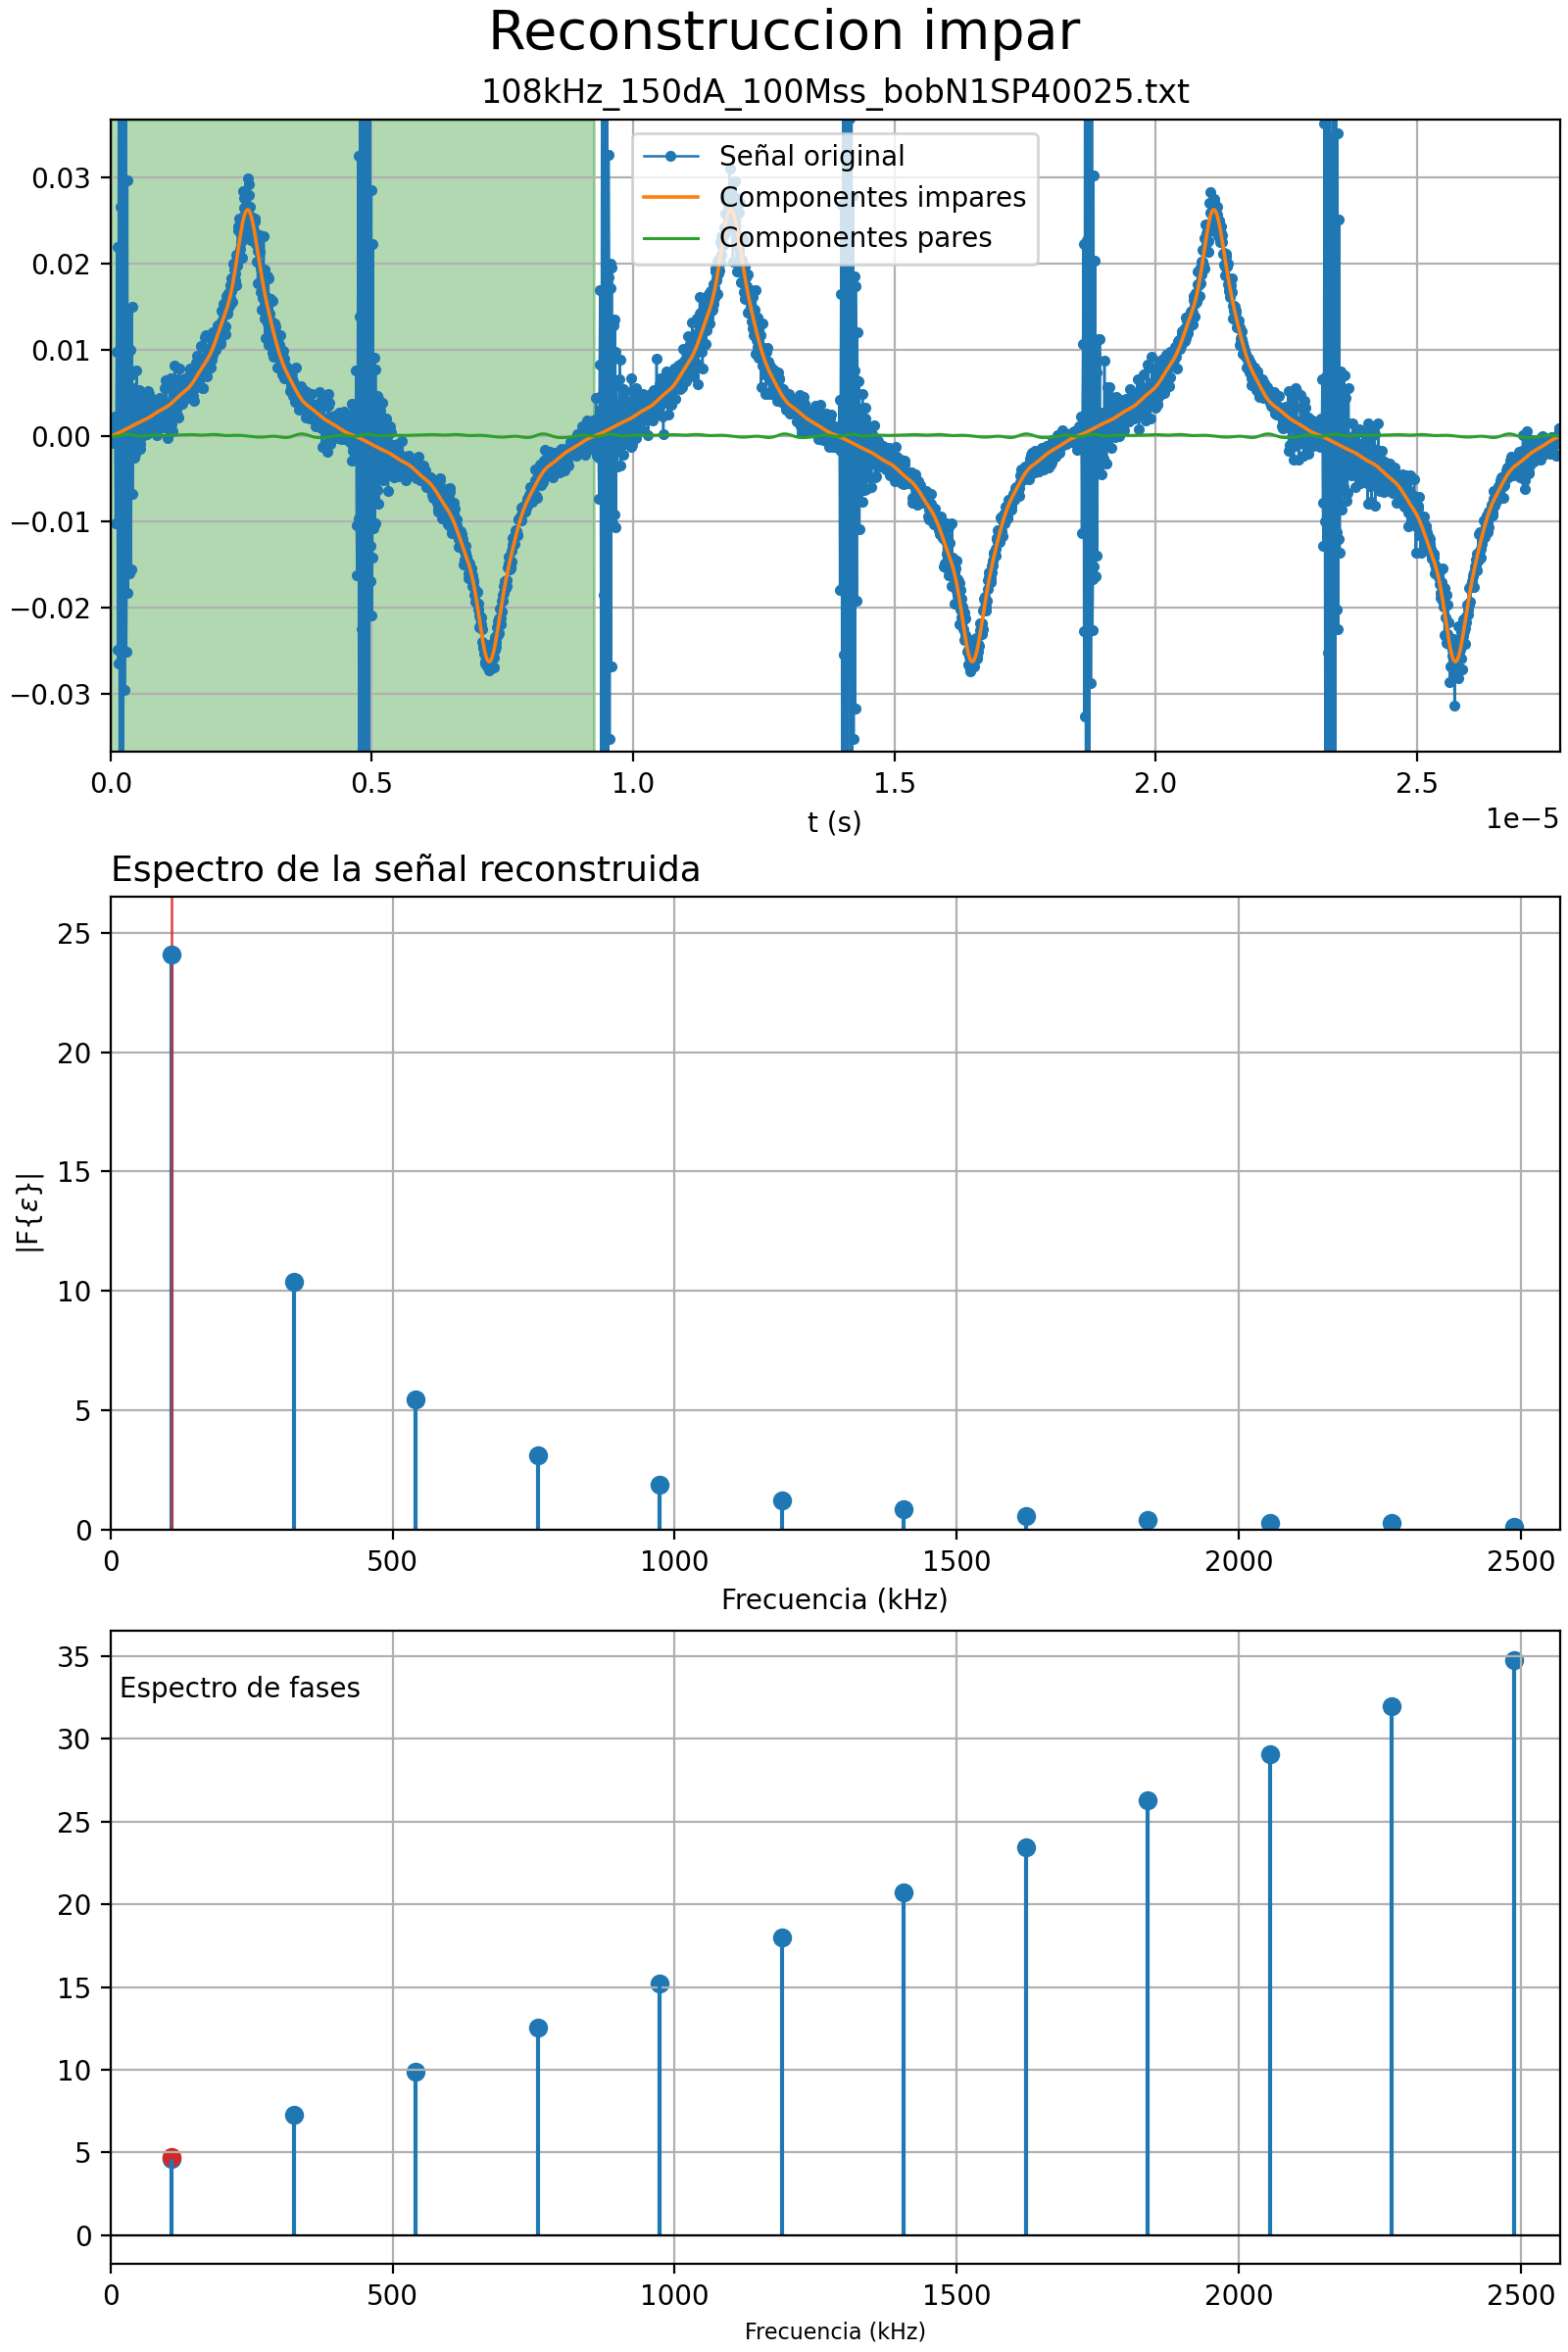 Reconstruccion impar
108kHz_150dA_100Mss_bobN1SP40025.txt
0.03
0.02
0.01
0.00
−0.01
−0.02
−0.03
Señal original
Componentes impares
Componentes pares
0.0 0.5 1.0 1.5 2.0 2.5
1e−5
t (s)
Espectro de la señal reconstruida
25
20
15
10
5
0
|F{ε}|
0 500 1000 1500 2000 2500
Frecuencia (kHz)
Espectro de fases
35
30
25
20
15
10
5
0
0 500 1000 1500 2000 2500
Frecuencia (kHz)